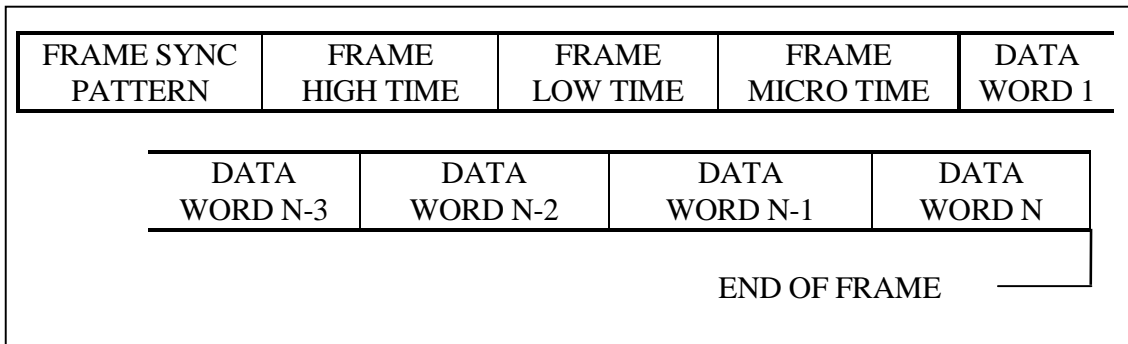 FRAME SYNC PATTERN
FRAME HIGH TIME
FRAME LOW TIME
FRAME MICRO TIME
DATA WORD 1
DATA WORD N-3
DATA WORD N-2
DATA WORD N-1
DATA WORD N
END OF FRAME